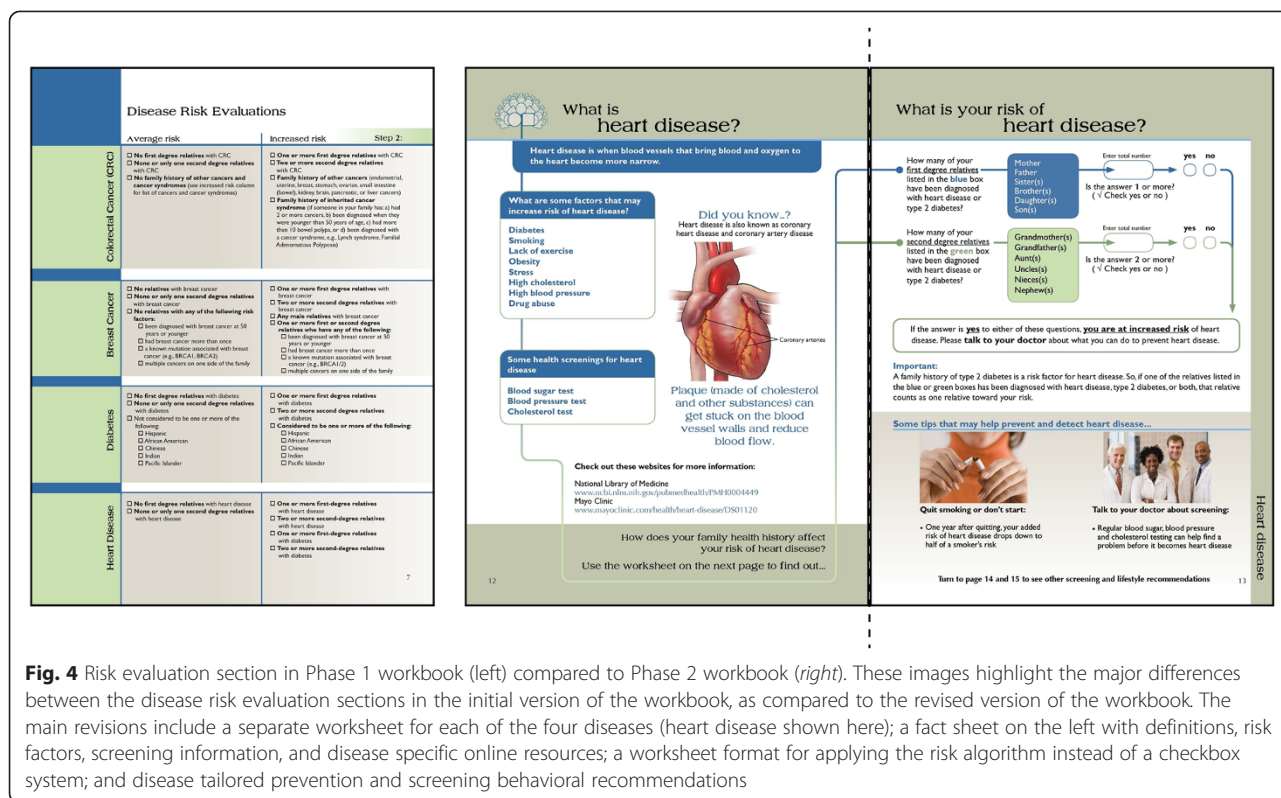 Disease Risk Evaluations
Average risk
Increased risk
Step 2:
Colorectal Cancer (CRC)
☐ No first degree relatives with CRC
☐ None or only one second degree relatives
with CRC
☐ No family history of other cancers and
cancer syndromes (see increased risk column
for list of cancers and cancer syndromes)
☐ One or more first degree relatives with CRC
☐ Two or more second degree relatives
with CRC
☐ Family history of other cancers (endometrial,
uterine, breast, stomach, ovarian, small intestine
(bowel), kidney brain, pancreatic, or liver cancers)
☐ Family history of inherited cancer
syndrome (if someone in your family has: a) had
2 or more cancers, b) been diagnosed when they
were younger than 50 years of age, c) had more
than 10 bowel polyps, or d) been diagnosed with
a cancer syndrome; e.g., Lynch syndrome, Familial
Adenomatous Polyposes)
Breast Cancer
☐ No relatives with breast cancer
☐ None or only one second degree relatives
with breast cancer
☐ No relatives with any of the following risk
factors:
☐ been diagnosed with breast cancer at 50
years or younger
☐ had breast cancer more than once
☐ a known mutation associated with breast
cancer (e.g., BRCA1, BRCA2)
☐ multiple cancers on one side of the family
☐ One or more first degree relatives with
breast cancer
☐ Two or more second degree relatives with
breast cancer
☐ Any male relatives with breast cancer
☐ One or more first or second degree
relatives who have any of the following:
☐ been diagnosed with breast cancer at 50
years or younger
☐ had breast cancer more than once
☐ a known mutation associated with breast
cancer (e.g., BRCA1/2)
☐ multiple cancers on one side of the family
Diabetes
☐ No first degree relatives with diabetes
☐ None or only one second degree relatives
with diabetes
☐ Not considered to be one or more of the
following:
☐ Hispanic
☐ African American
☐ Chinese
☐ Indian
☐ Pacific Islander
☐ One or more first degree relatives
with diabetes
☐ Two or more second degree relatives
with diabetes
☐ Considered to be one or more of the following:
☐ Hispanic
☐ African American
☐ Chinese
☐ Indian
☐ Pacific Islander
Heart Disease
☐ No first degree relatives with heart disease
☐ None or only one second degree relatives
with heart disease
☐ One or more first-degree relatives
with heart disease
☐ Two or more second-degree relatives
with heart disease
☐ One or more first-degree relatives
with diabetes
☐ Two or more second-degree relatives
with diabetes
7
What is
heart disease?
Heart disease is when blood vessels that bring blood and oxygen to
the heart become more narrow.
What are some factors that may
increase risk of heart disease?
Diabetes
Smoking
Lack of exercise
Obesity
Stress
High cholesterol
High blood pressure
Drug abuse
Some health screenings for heart
disease
Blood sugar test
Blood pressure test
Cholesterol test
Did you know..?
Heart disease is also known as coronary
heart disease and coronary artery disease
Coronary arteries
Plaque (made of cholesterol
and other substances) can
get stuck on the blood
vessel walls and reduce
blood flow.
Check out these websites for more information:
National Library of Medicine
www.ncbi.nlm.nih.gov/pubmedhealth/PMH0004449
Mayo Clinic
www.mayoclinic.com/health/heart-disease/DS01120
How does your family health history affect
your risk of heart disease?
Use the worksheet on the next page to find out...
12
What is your risk of
heart disease?
How many of your
first degree relatives
listed in the blue box
have been diagnosed
with heart disease or
type 2 diabetes?
Mother
Father
Sister(s)
Brother(s)
Daughter(s)
Son(s)
Enter total number
yes no
Is the answer 1 or more?
( √ Check yes or no )
How many of your
second degree relatives
listed in the green box
have been diagnosed
with heart disease or
type 2 diabetes?
Grandmother(s)
Grandfather(s)
Aunt(s)
Uncles(s)
Nieces(s)
Nephew(s)
Enter total number
yes no
Is the answer 2 or more?
( √ Check yes or no )
If the answer is yes to either of these questions, you are at increased risk of heart
disease. Please talk to your doctor about what you can do to prevent heart disease.
Important:
A family history of type 2 diabetes is a risk factor for heart disease. So, if one of the relatives listed in
the blue or green boxes has been diagnosed with heart disease, type 2 diabetes, or both, that relative
counts as one relative toward your risk.
Some tips that may help prevent and detect heart disease...
Quit smoking or don't start:
• One year after quitting, your added
risk of heart disease drops down to
half of a smoker's risk
Talk to your doctor about screening:
• Regular blood sugar, blood pressure
and cholesterol testing can help find a
problem before it becomes heart disease
Turn to page 14 and 15 to see other screening and lifestyle recommendations
13
Heart disease
Fig. 4 Risk evaluation section in Phase 1 workbook (left) compared to Phase 2 workbook (right). These images highlight the major differences
between the disease risk evaluation sections in the initial version of the workbook, as compared to the revised version of the workbook. The
main revisions include a separate worksheet for each of the four diseases (heart disease shown here); a fact sheet on the left with definitions, risk
factors, screening information, and disease specific online resources; a worksheet format for applying the risk algorithm instead of a checkbox
system; and disease tailored prevention and screening behavioral recommendations